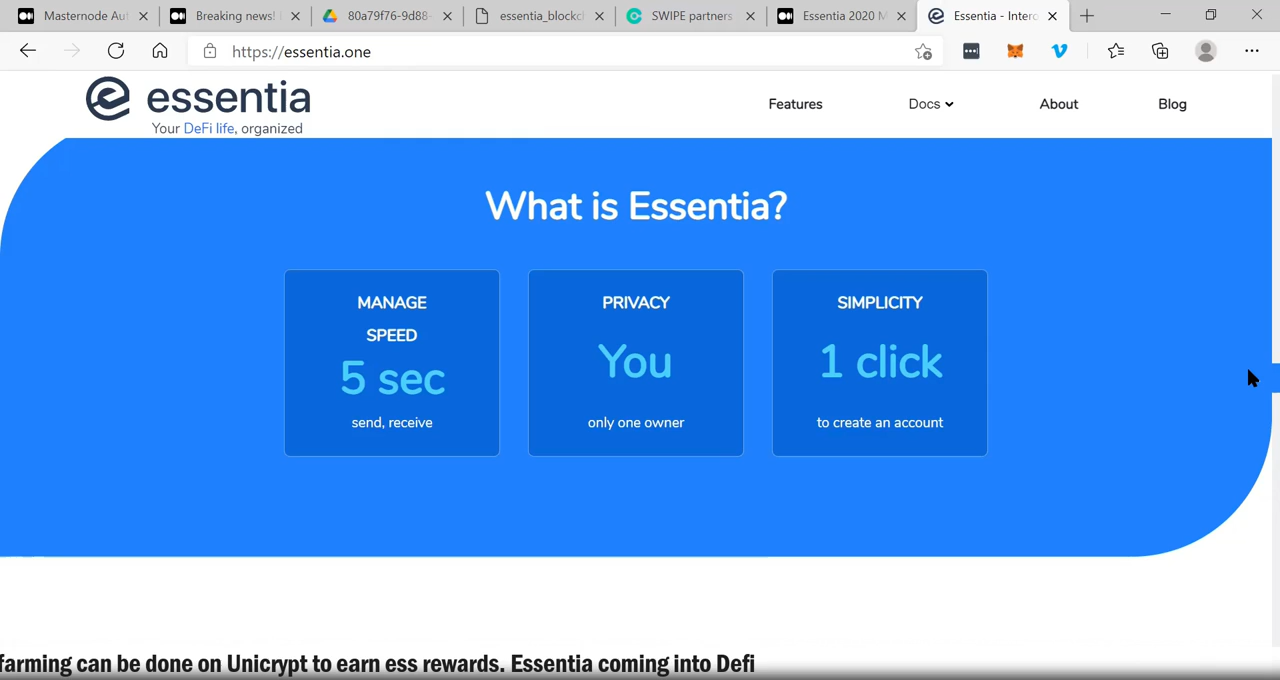 Masternode Au
Breaking news!
80a79f76-9d88-
essentia_blockc
SWIPE partners
Essentia 2020 M
Essentia - Intero
https://essentia.one
essentia
Your DeFi life, organized
Features
Docs
About
Blog
What is Essentia?
MANAGE
SPEED
5 sec
send, receive
PRIVACY
You
only one owner
SIMPLICITY
1 click
to create an account
farming can be done on Unicrypt to earn ess rewards. Essentia coming into Defi